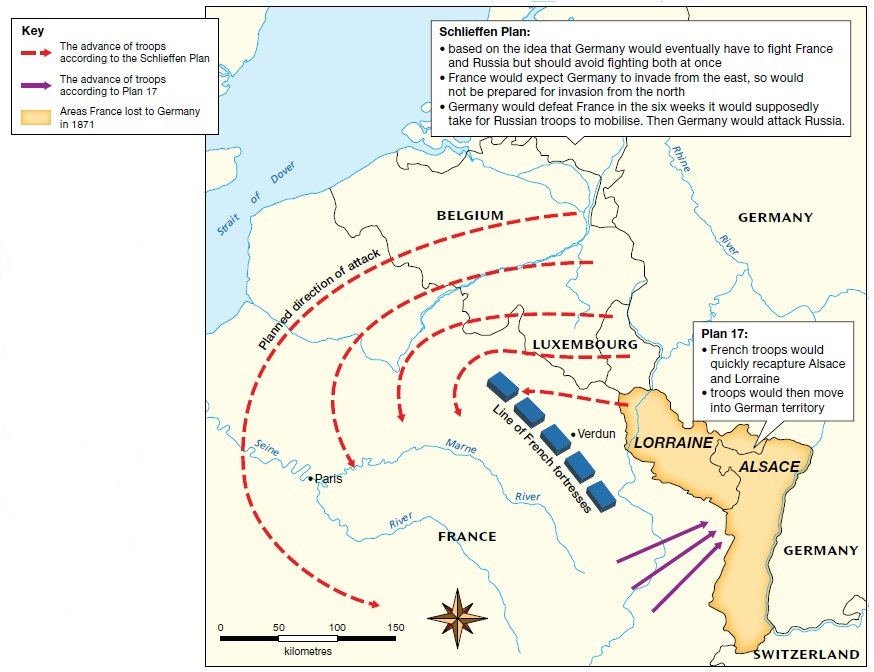 Key
The advance of troops
according to the Schlieffen Plan
The advance of troops
according to Plan 17
Areas France lost to Germany
in 1871
Schlieffen Plan:
• based on the idea that Germany would eventually have to fight France
and Russia but should avoid fighting both at once
• France would expect Germany to invade from the east, so would
not be prepared for invasion from the north
• Germany would defeat France in the six weeks it would supposedly
take for Russian troops to mobilise. Then Germany would attack Russia.
Strait of Dover
Rhine
River
BELGIUM
GERMANY
Planned direction of attack
LUXEMBOURG
Plan 17:
• French troops would
quickly recapture Alsace
and Lorraine
• troops would then move
into German territory
Line of French fortresses
Verdun
LORRAINE
ALSACE
Seine
River
Marne
River
Paris
FRANCE
GERMANY
SWITZERLAND
0 50 100 150
kilometres